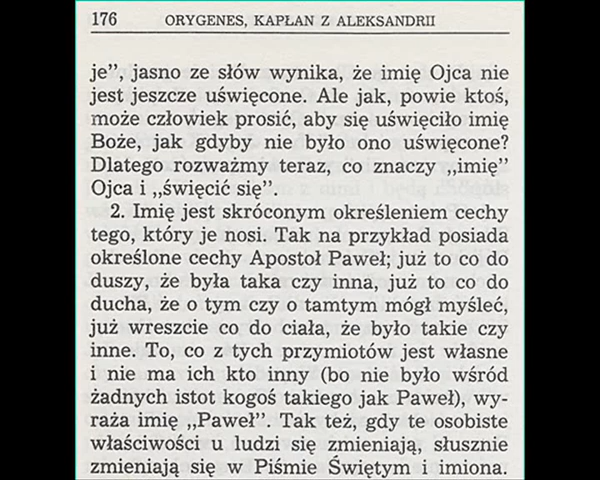 176 ORYGENES, KAPŁAN Z ALEKSANDRII
je”, jasno ze słów wynika, że imię Ojca nie
jest jeszcze uświęcone. Ale jak, powie ktoś,
może człowiek prosić, aby się uświęciło imię
Boże, jak gdyby nie było ono uświęcone?
Dlatego rozważmy teraz, co znaczy „imię”
Ojca i „święcić się”.
2. Imię jest skróconym określeniem cechy
tego, który je nosi. Tak na przykład posiada
określone cechy Apostoł Paweł; już to co do
duszy, że była taka czy inna, już to co do
ducha, że o tym czy o tamtym mógł myśleć,
już wreszcie co do ciała, że było takie czy
inne. To, co z tych przymiotów jest własne
i nie ma ich kto inny (bo nie było wśród
żadnych istot kogoś takiego jak Paweł), wy-
raża imię „Paweł”. Tak też, gdy te osobiste
właściwości u ludzi się zmieniają, słusznie
zmieniają się w Piśmie Świętym i imiona.